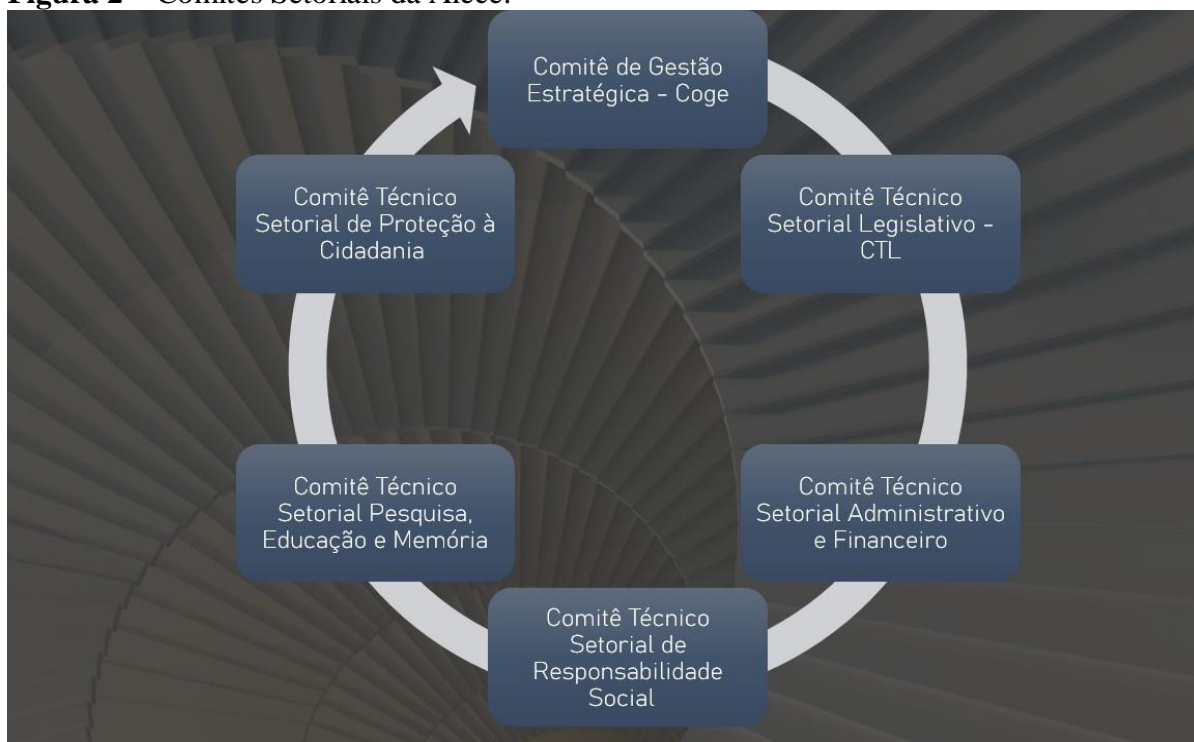 Figura 2 – Comitês Setoriais da Alece.
Comitê de Gestão
Estratégica - Coge
Comitê Técnico
Setorial Legislativo -
CTL
Comitê Técnico
Setorial Administrativo
e Financeiro
Comitê Técnico
Setorial de
Responsabilidade
Social
Comitê Técnico
Setorial Pesquisa,
Educação e Memória
Comitê Técnico
Setorial de Proteção à
Cidadania